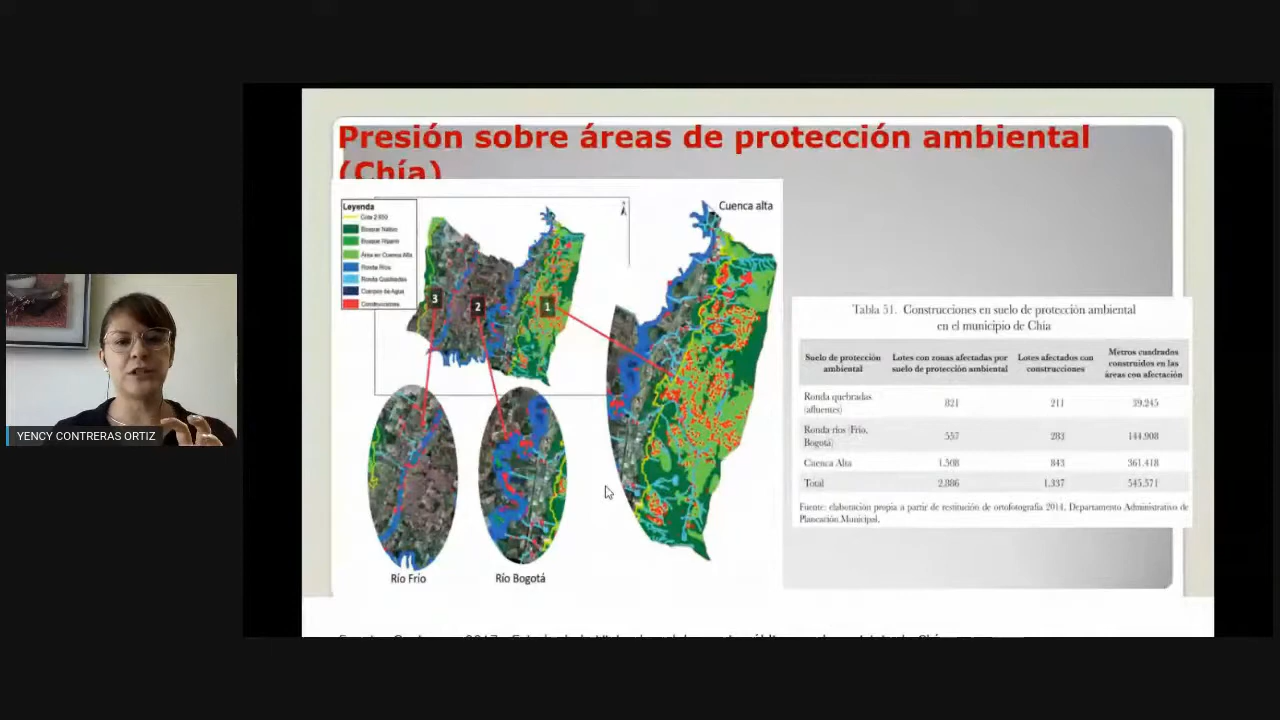 Presión sobre áreas de protección ambiental
(Chía)
Leyenda
Bosque Nativo
Bosque Ripario
Área en Cuenca Alta
Ronda Ríos
Ronda Quebradas
Cuerpos de Agua
Construcciones
3
2
1
Cuenca alta
Río Frío
Río Bogotá
Tabla 51. Construcciones en suelo de protección ambiental
en el municipio de Chía
Suelo de protección ambiental | Lotes con zonas afectadas por suelo de protección ambiental | Lotes afectados con construcciones | Metros cuadrados construidos en las áreas con afectación
Ronda quebradas (afluentes) | 821 | 211 | 39.245
Ronda ríos (Frío, Bogotá) | 557 | 283 | 144.908
Cuenca Alta | 1.508 | 843 | 361.418
Total | 2.886 | 1.337 | 545.571
Fuente: elaboración propia a partir de restitución de ortofotografía 2014, Departamento Administrativo de
Planeación Municipal.
YENCY CONTRERAS ORTIZ